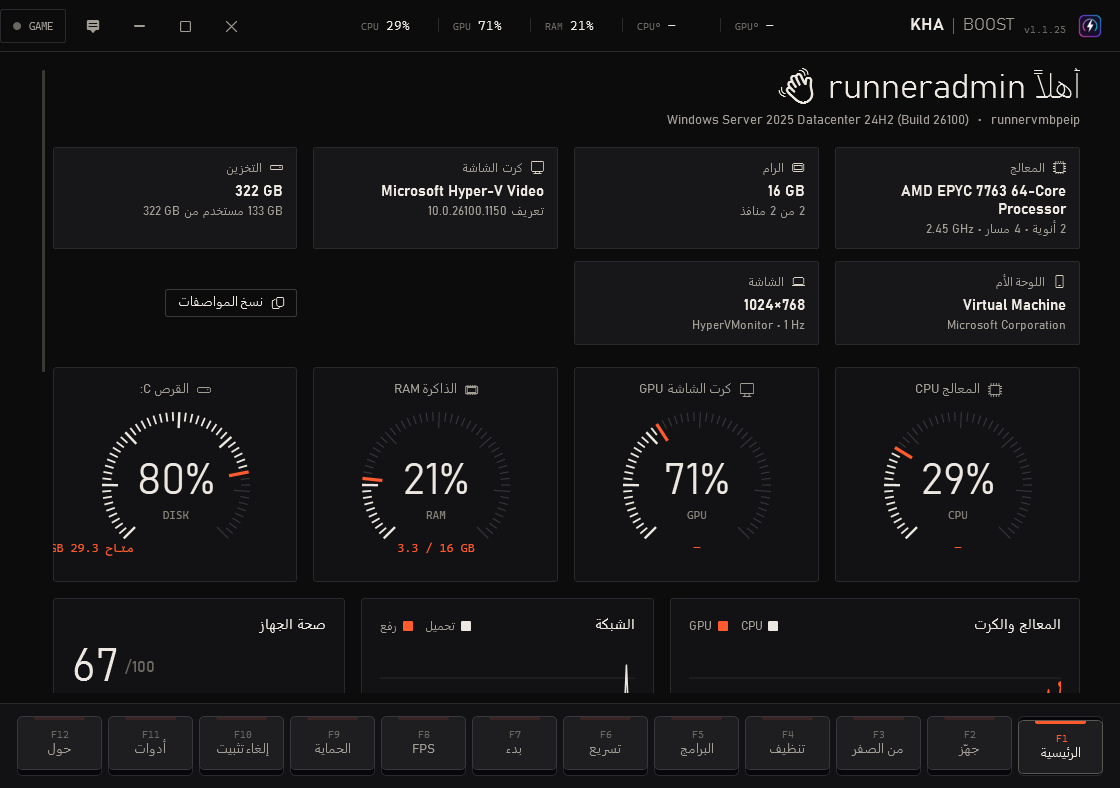 KHA | BOOST v1.1.25
CPU 29%
GPU 71%
RAM 21%
CPU° —
GPU° —
GAME
أهلاً runneradmin
Windows Server 2025 Datacenter 24H2 (Build 26100) • runnervmbpeip
المعالج
AMD EPYC 7763 64-Core
Processor
2 أنوية • 4 مسار • 2.45 GHz
الرام
16 GB
2 من 2 منافذ
كرت الشاشة
Microsoft Hyper-V Video
تعريف 10.0.26100.1150
التخزين
322 GB
133 GB مستخدم من 322 GB
اللوحة الأم
Virtual Machine
Microsoft Corporation
الشاشة
1024×768
HyperVMonitor • 1 Hz
نسخ المواصفات
المعالج CPU
29%
CPU
—
كرت الشاشة GPU
71%
GPU
—
الذاكرة RAM
21%
RAM
3.3 / 16 GB
القرص C:
80%
DISK
متاح 29.3 GB
المعالج والكرت
CPU
GPU
الشبكة
تحميل
رفع
صحة الجهاز
67 /100
F1
الرئيسية
F2
جهّز
F3
من الصفر
F4
تنظيف
F5
البرامج
F6
تسريع
F7
بدء
F8
FPS
F9
الحماية
F10
إلغاء تثبيت
F11
أدوات
F12
حول